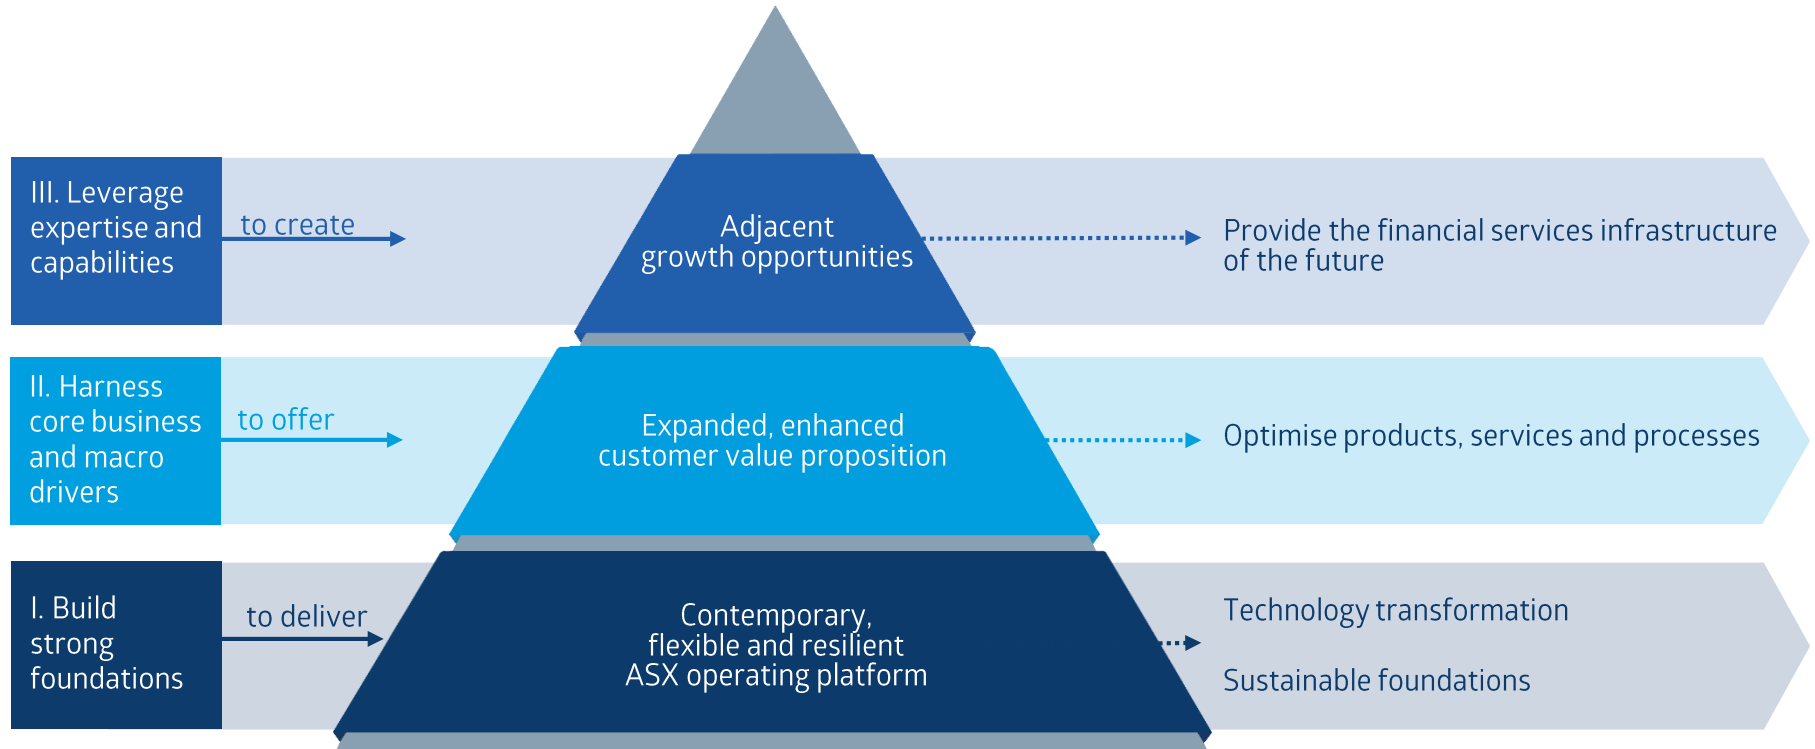 III. Leverage
expertise and
capabilities
to create
Adjacent
growth opportunities
Provide the financial services infrastructure
of the future
II. Harness
core business
and macro
drivers
to offer
Expanded, enhanced
customer value proposition
Optimise products, services and processes
I. Build
strong
foundations
to deliver
Contemporary,
flexible and resilient
ASX operating platform
Technology transformation
Sustainable foundations